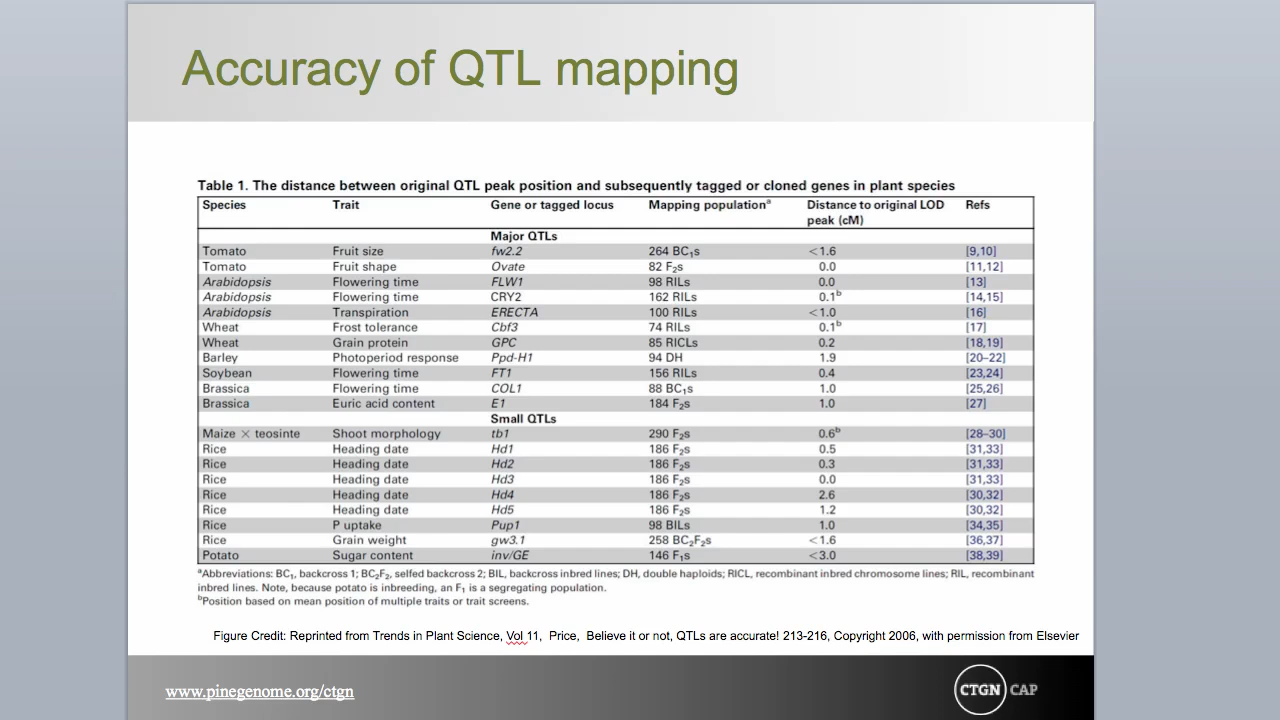 Accuracy of QTL mapping
Table 1. The distance between original QTL peak position and subsequently tagged or cloned genes in plant species
Species Trait Gene or tagged locus Mapping populationᵃ Distance to original LOD peak (cM) Refs
Major QTLs
Tomato Fruit size fw2.2 264 BC₁s <1.6 [9,10]
Tomato Fruit shape Ovate 82 F₂s 0.0 [11,12]
Arabidopsis Flowering time FLW1 98 RILs 0.0 [13]
Arabidopsis Flowering time CRY2 162 RILs 0.1ᵇ [14,15]
Arabidopsis Transpiration ERECTA 100 RILs <1.0 [16]
Wheat Frost tolerance Cbf3 74 RILs 0.1ᵇ [17]
Wheat Grain protein GPC 85 RICLs 0.2 [18,19]
Barley Photoperiod response Ppd-H1 94 DH 1.9 [20–22]
Soybean Flowering time FT1 156 RILs 0.4 [23,24]
Brassica Flowering time COL1 88 BC₁s 1.0 [25,26]
Brassica Euric acid content E1 184 F₂s 1.0 [27]
Small QTLs
Maize × teosinte Shoot morphology tb1 290 F₂s 0.6ᵇ [28–30]
Rice Heading date Hd1 186 F₂s 0.5 [31,33]
Rice Heading date Hd2 186 F₂s 0.3 [31,33]
Rice Heading date Hd3 186 F₂s 0.0 [31,33]
Rice Heading date Hd4 186 F₂s 2.6 [30,32]
Rice Heading date Hd5 186 F₂s 1.2 [30,32]
Rice P uptake Pup1 98 BILs 1.0 [34,35]
Rice Grain weight gw3.1 258 BC₂F₂s <1.6 [36,37]
Potato Sugar content inv/GE 146 F₁s <3.0 [38,39]
ᵃAbbreviations: BC₁, backcross 1; BC₂F₂, selfed backcross 2; BIL, backcross inbred lines; DH, double haploids; RICL, recombinant inbred chromosome lines; RIL, recombinant
inbred lines. Note, because potato is inbreeding, an F₁ is a segregating population.
ᵇPosition based on mean position of multiple traits or trait screens.
Figure Credit: Reprinted from Trends in Plant Science, Vol 11, Price, Believe it or not, QTLs are accurate! 213-216, Copyright 2006, with permission from Elsevier
www.pinegenome.org/ctgn
CTGN CAP